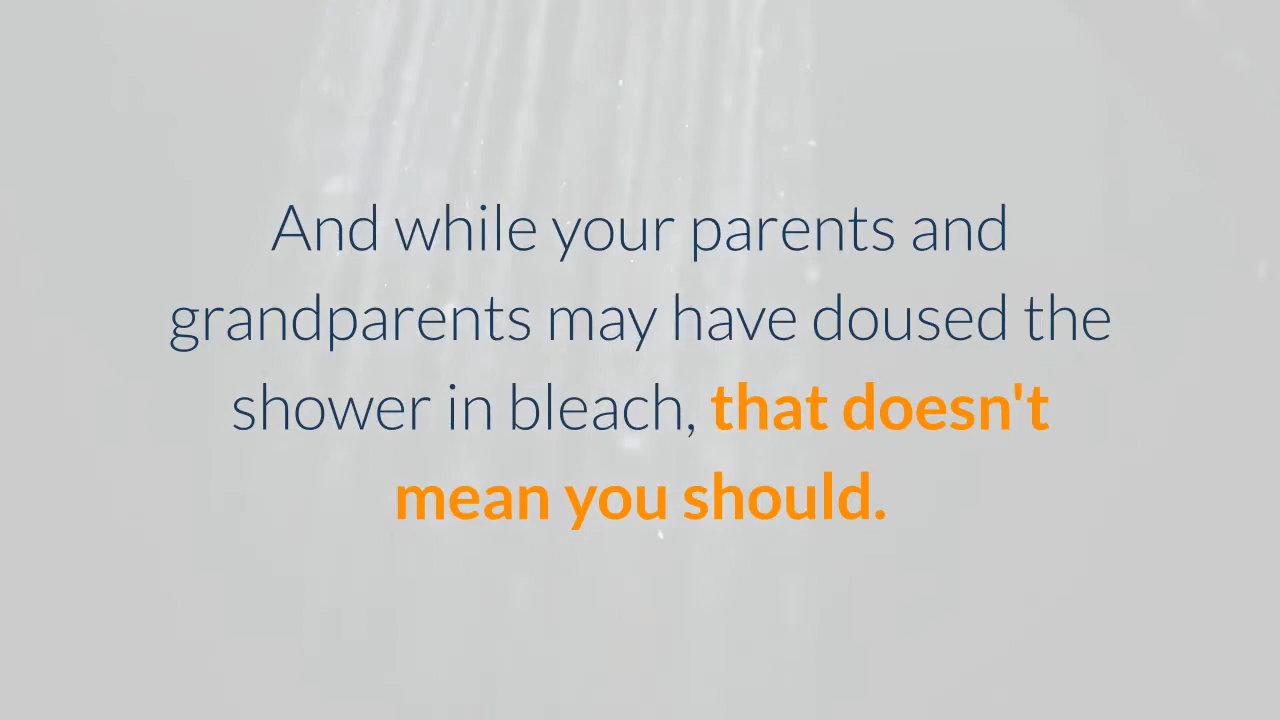 And while your parents and
grandparents may have doused the
shower in bleach, that doesn't
mean you should.